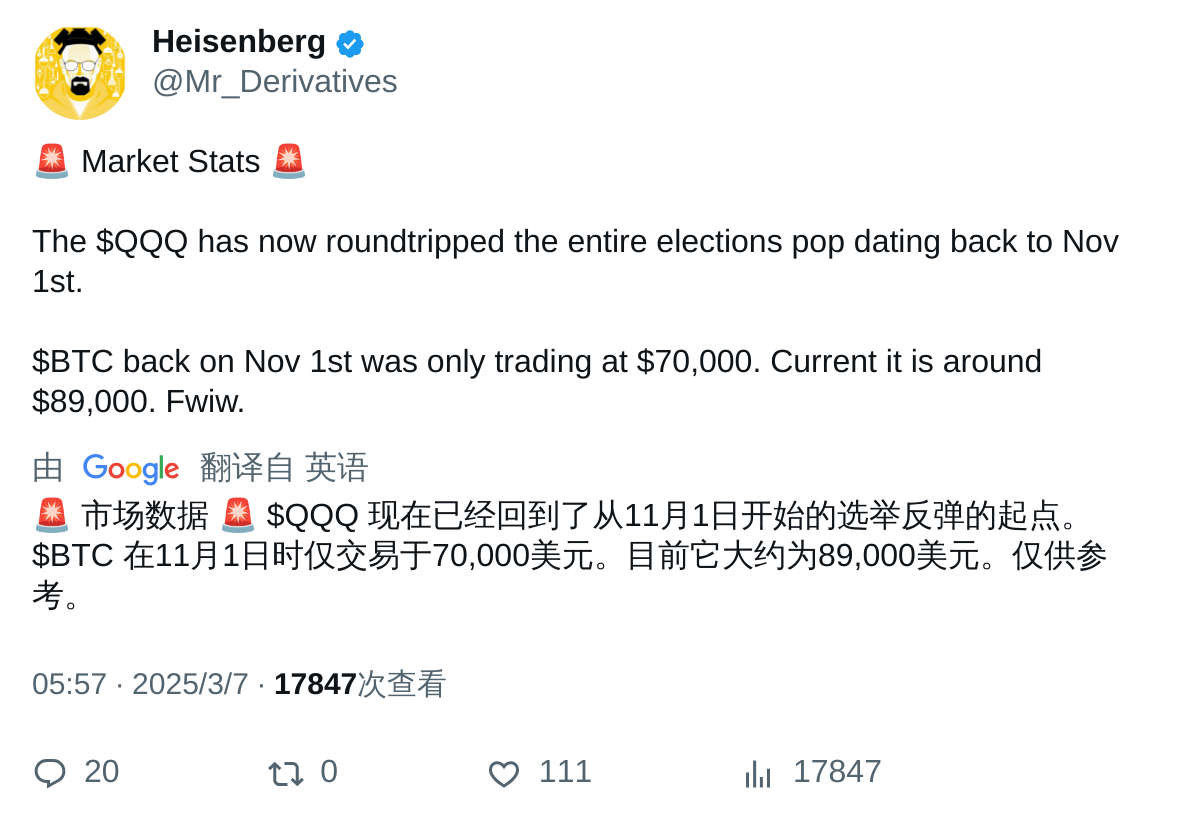 Heisenberg
@Mr_Derivatives
🚨 Market Stats 🚨
The $QQQ has now roundtripped the entire elections pop dating back to Nov
1st.
$BTC back on Nov 1st was only trading at $70,000. Current it is around
$89,000. Fwiw.
由 Google 翻译自 英语
🚨 市场数据 🚨 $QQQ 现在已经回到了从11月1日开始的选举反弹的起点。
$BTC 在11月1日时仅交易于70,000美元。目前它大约为89,000美元。仅供参
考。
05:57 · 2025/3/7 · 17847次查看
20 0 111 17847